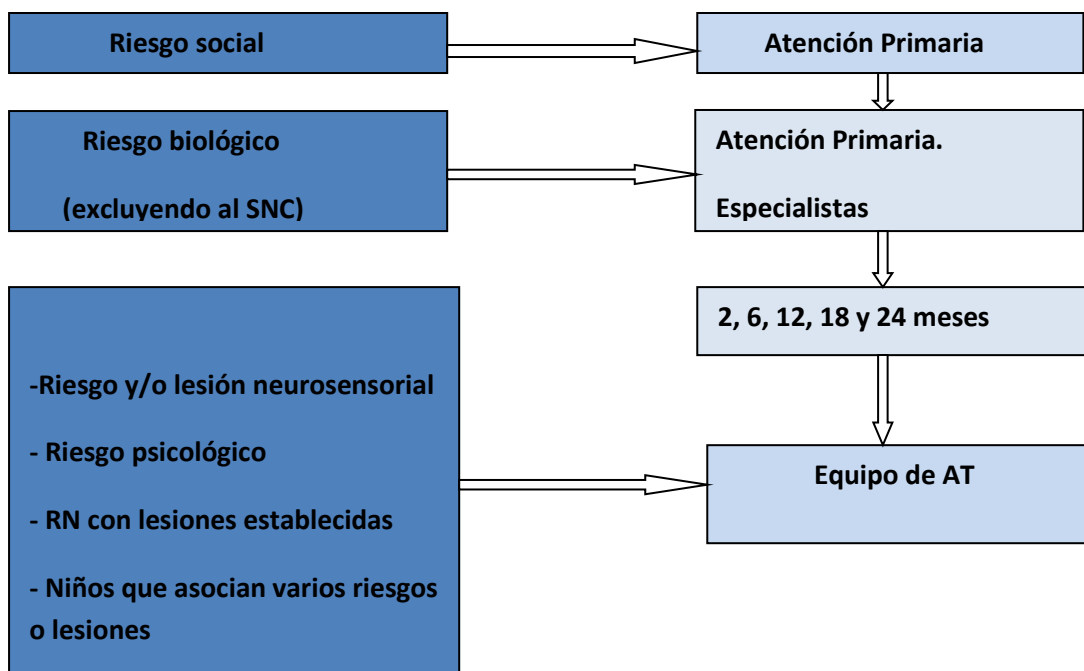 Riesgo social
Atención Primaria
Riesgo biológico
(excluyendo al SNC)
Atención Primaria.
Especialistas
2, 6, 12, 18 y 24 meses
-Riesgo y/o lesión neurosensorial
- Riesgo psicológico
- RN con lesiones establecidas
- Niños que asocian varios riesgos
o lesiones
Equipo de AT